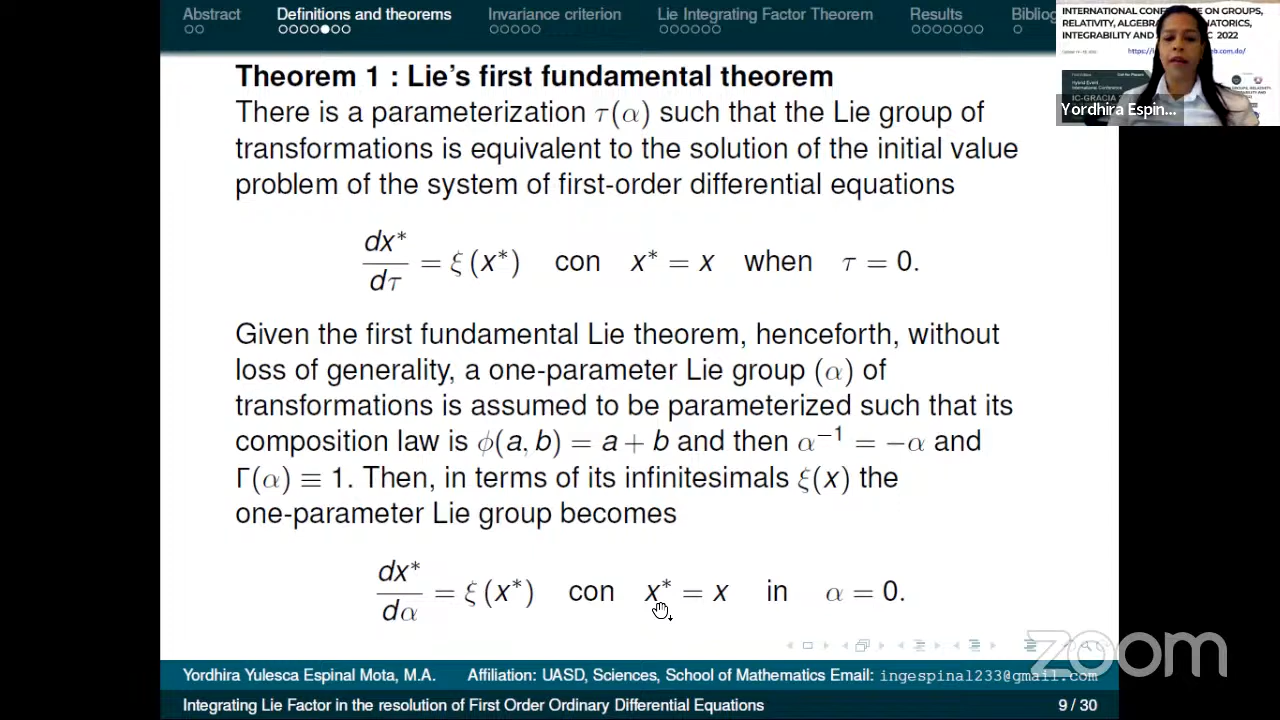 Abstract Definitions and theorems Invariance criterion Lie Integrating Factor Theorem Results Bibliog
INTERNATIONAL CONFERENCE ON GROUPS,
INTEGRABILITY AND
2022
Yordhira Espin...
Theorem 1 : Lie's first fundamental theorem
There is a parameterization τ(α) such that the Lie group of
transformations is equivalent to the solution of the initial value
problem of the system of first-order differential equations
dx*/dτ = ξ (x*) con x* = x when τ = 0.
Given the first fundamental Lie theorem, henceforth, without
loss of generality, a one-parameter Lie group (α) of
transformations is assumed to be parameterized such that its
composition law is ϕ(a, b) = a + b and then α⁻¹ = −α and
Γ(α) ≡ 1. Then, in terms of its infinitesimals ξ(x) the
one-parameter Lie group becomes
dx*/dα = ξ (x*) con x* = x in α = 0.
zoom
Yordhira Yulesca Espinal Mota, M.A. Affiliation: UASD, Sciences, School of Mathematics Email: ingespinal233@gmail.com
Integrating Lie Factor in the resolution of First Order Ordinary Differential Equations 9 / 30